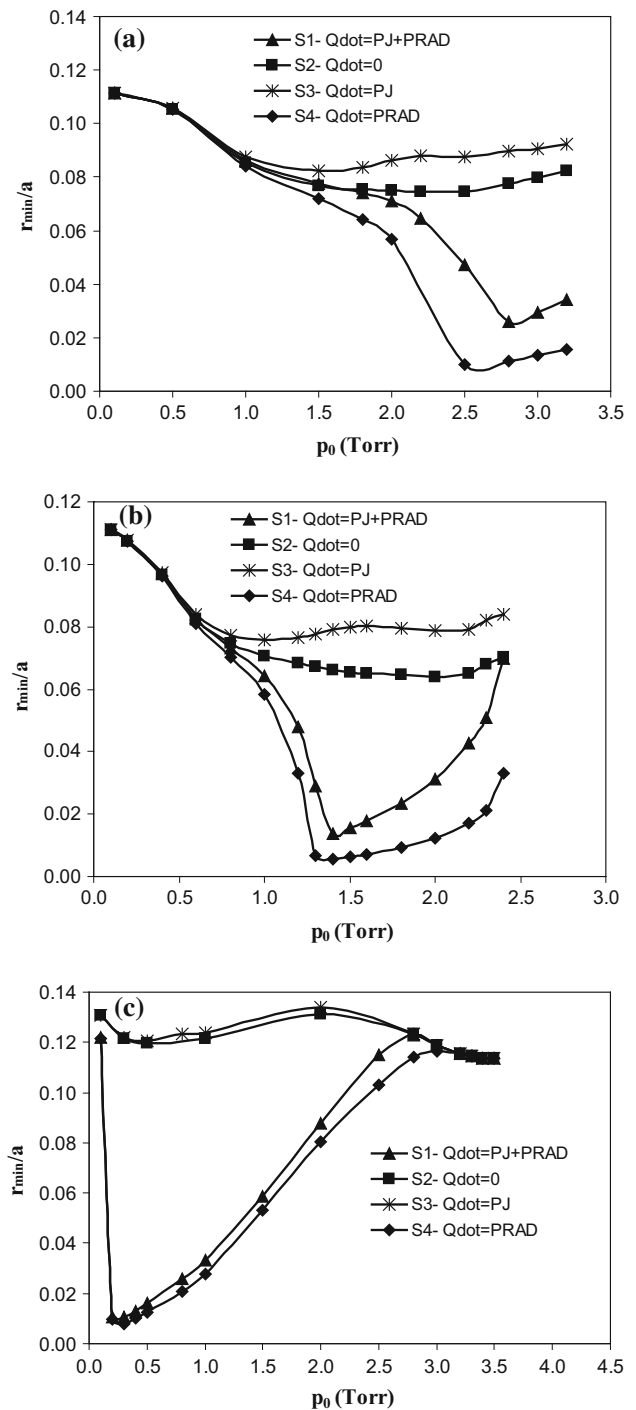 (a)
S1- Qdot=PJ+PRAD
S2- Qdot=0
S3- Qdot=PJ
S4- Qdot=PRAD
0.14
0.12
0.10
0.08
0.06
0.04
0.02
0.00
rmin/a
0.0 0.5 1.0 1.5 2.0 2.5 3.0 3.5
p0 (Torr)
(b)
S1- Qdot=PJ+PRAD
S2- Qdot=0
S3- Qdot=PJ
S4- Qdot=PRAD
0.12
0.10
0.08
0.06
0.04
0.02
0.00
rmin/a
0.0 0.5 1.0 1.5 2.0 2.5 3.0
p0 (Torr)
(c)
0.14
0.12
0.10
0.08
0.06
0.04
0.02
0.00
rmin/a
S1- Qdot=PJ+PRAD
S2- Qdot=0
S3- Qdot=PJ
S4- Qdot=PRAD
0.0 0.5 1.0 1.5 2.0 2.5 3.0 3.5 4.0 4.5
p0 (Torr)